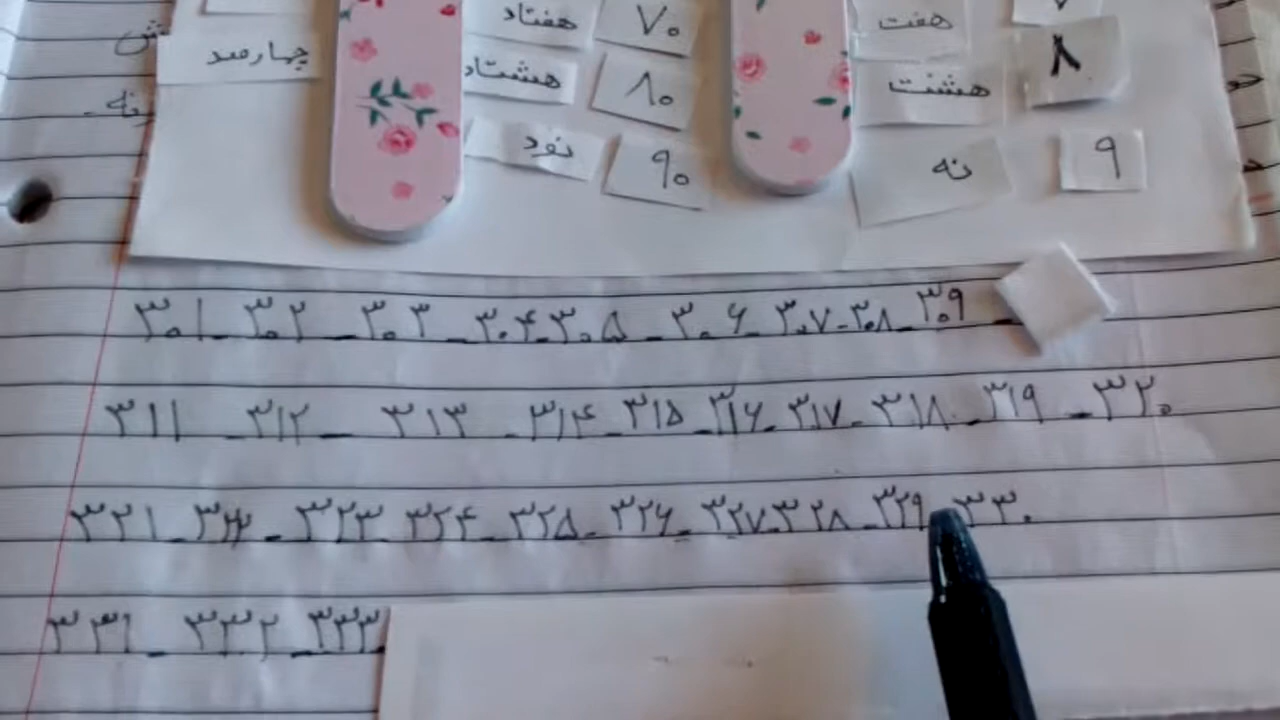 هفت
هفتاد ۷۰
هشت ۸
هشتاد ۸۰
چهارصد
نه ۹
نود ۹۰
۳۰۱ ۳۰۲ - ۳۰۳ - ۳۰۴ - ۳۰۵ - ۳۰۶ - ۳۰۷ - ۳۰۸ - ۳۰۹ -
۳۱۱ - ۳۱۲ - ۳۱۳ - ۳۱۴ - ۳۱۵ - ۳۱۶ - ۳۱۷ - ۳۱۸ - ۳۱۹ - ۳۲۰
۳۲۱ - ۳۲۲ - ۳۲۳ ۳۲۴ - ۳۲۵ - ۳۲۶ - ۳۲۷ - ۳۲۸ - ۳۲۹ ۳۳۰
۳۳۱ - ۳۳۲ - ۳۳۳